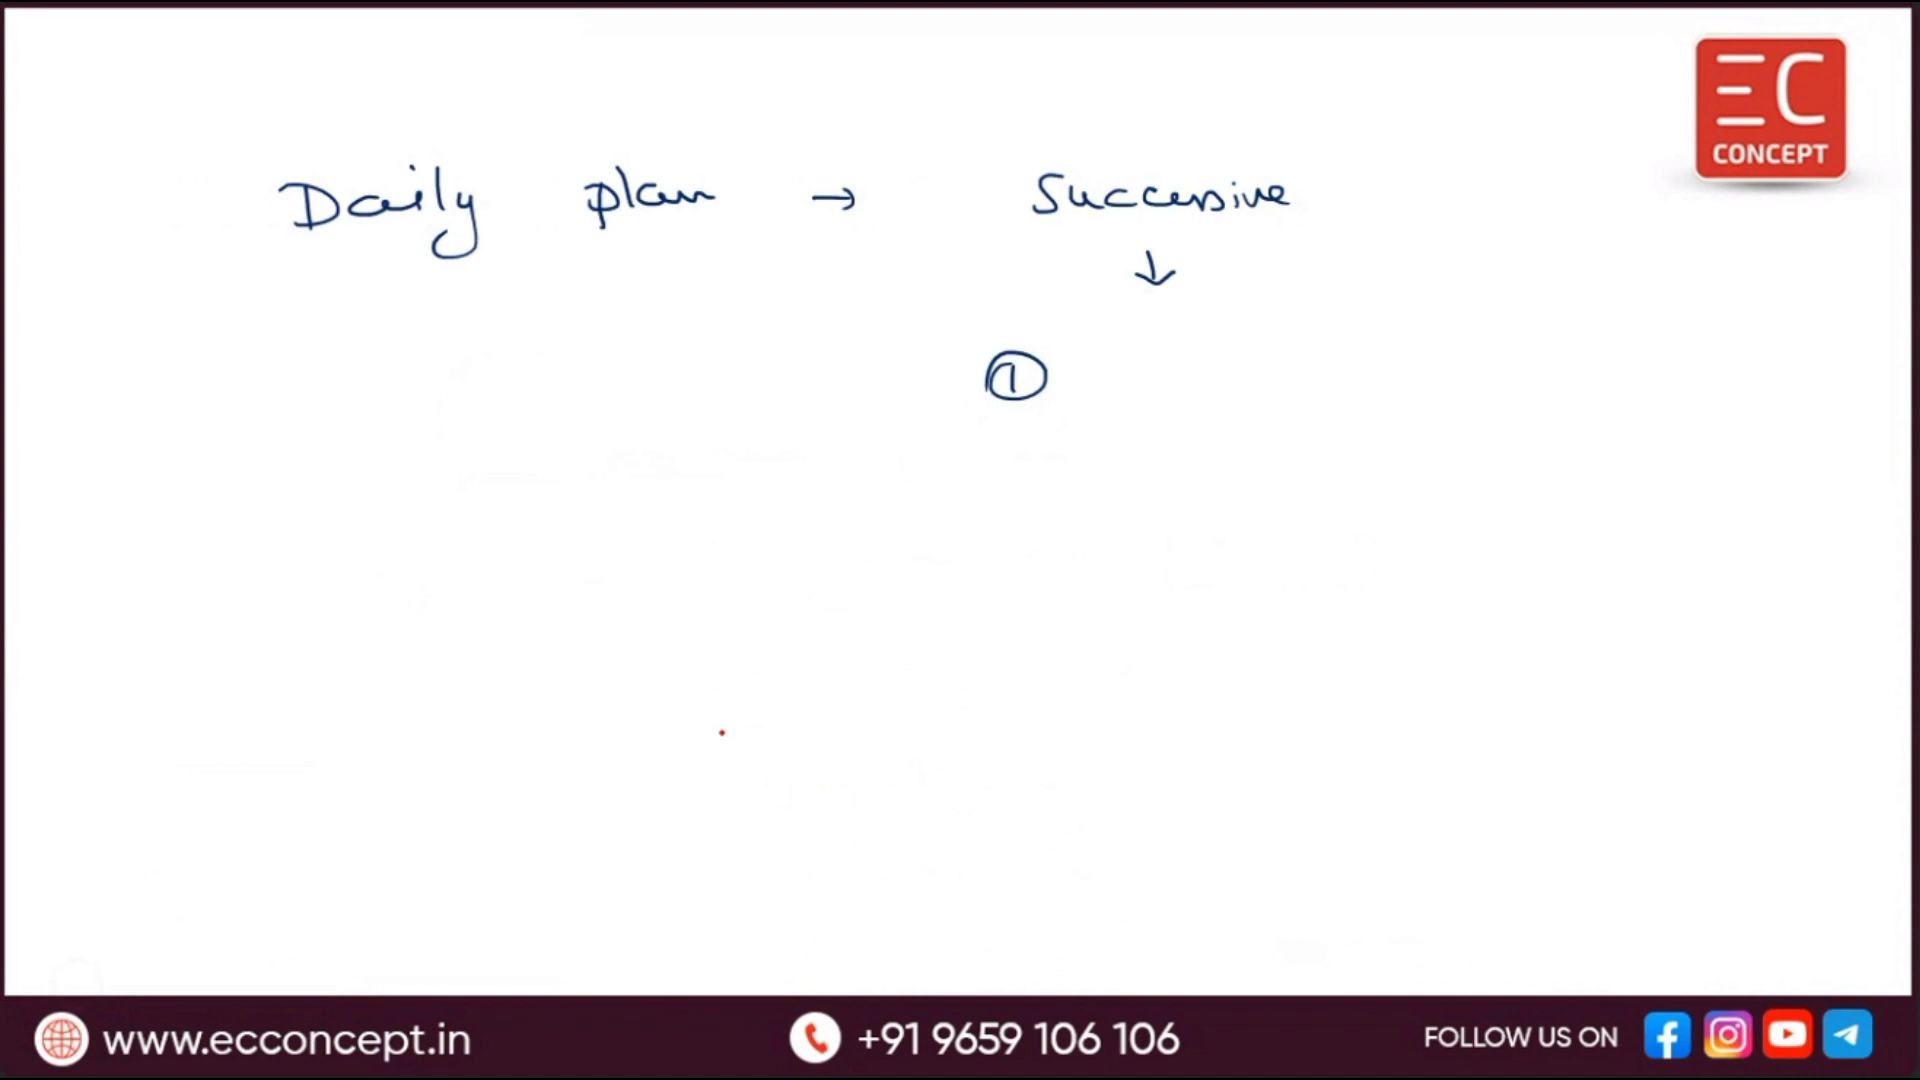 EC
CONCEPT
Daily plan → Successive
↓
①
www.ecconcept.in +91 9659 106 106 FOLLOW US ON